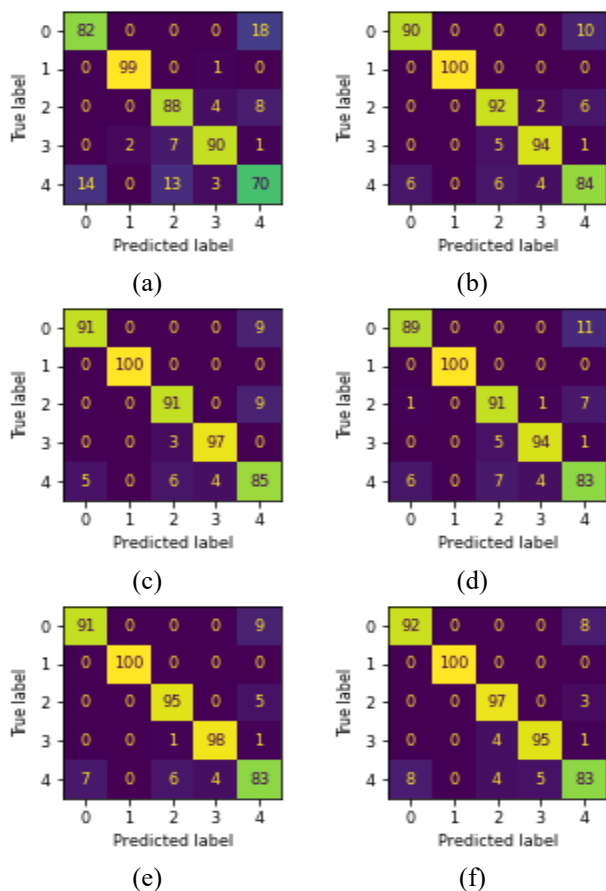 True label
0 82 0 0 0 18
1 0 99 0 1 0
2 0 0 88 4 8
3 0 2 7 90 1
4 14 0 13 3 70
0 1 2 3 4
Predicted label
(a)
True label
0 90 0 0 0 10
1 0 100 0 0 0
2 0 0 92 2 6
3 0 0 5 94 1
4 6 0 6 4 84
0 1 2 3 4
Predicted label
(b)
True label
0 91 0 0 0 9
1 0 100 0 0 0
2 0 0 91 0 9
3 0 0 3 97 0
4 5 0 6 4 85
0 1 2 3 4
Predicted label
(c)
True label
0 89 0 0 0 11
1 0 100 0 0 0
2 1 0 91 1 7
3 0 0 5 94 1
4 6 0 7 4 83
0 1 2 3 4
Predicted label
(d)
True label
0 91 0 0 0 9
1 0 100 0 0 0
2 0 0 95 0 5
3 0 0 1 98 1
4 7 0 6 4 83
0 1 2 3 4
Predicted label
(e)
True label
0 92 0 0 0 8
1 0 100 0 0 0
2 0 0 97 0 3
3 0 0 4 95 1
4 8 0 4 5 83
0 1 2 3 4
Predicted label
(f)